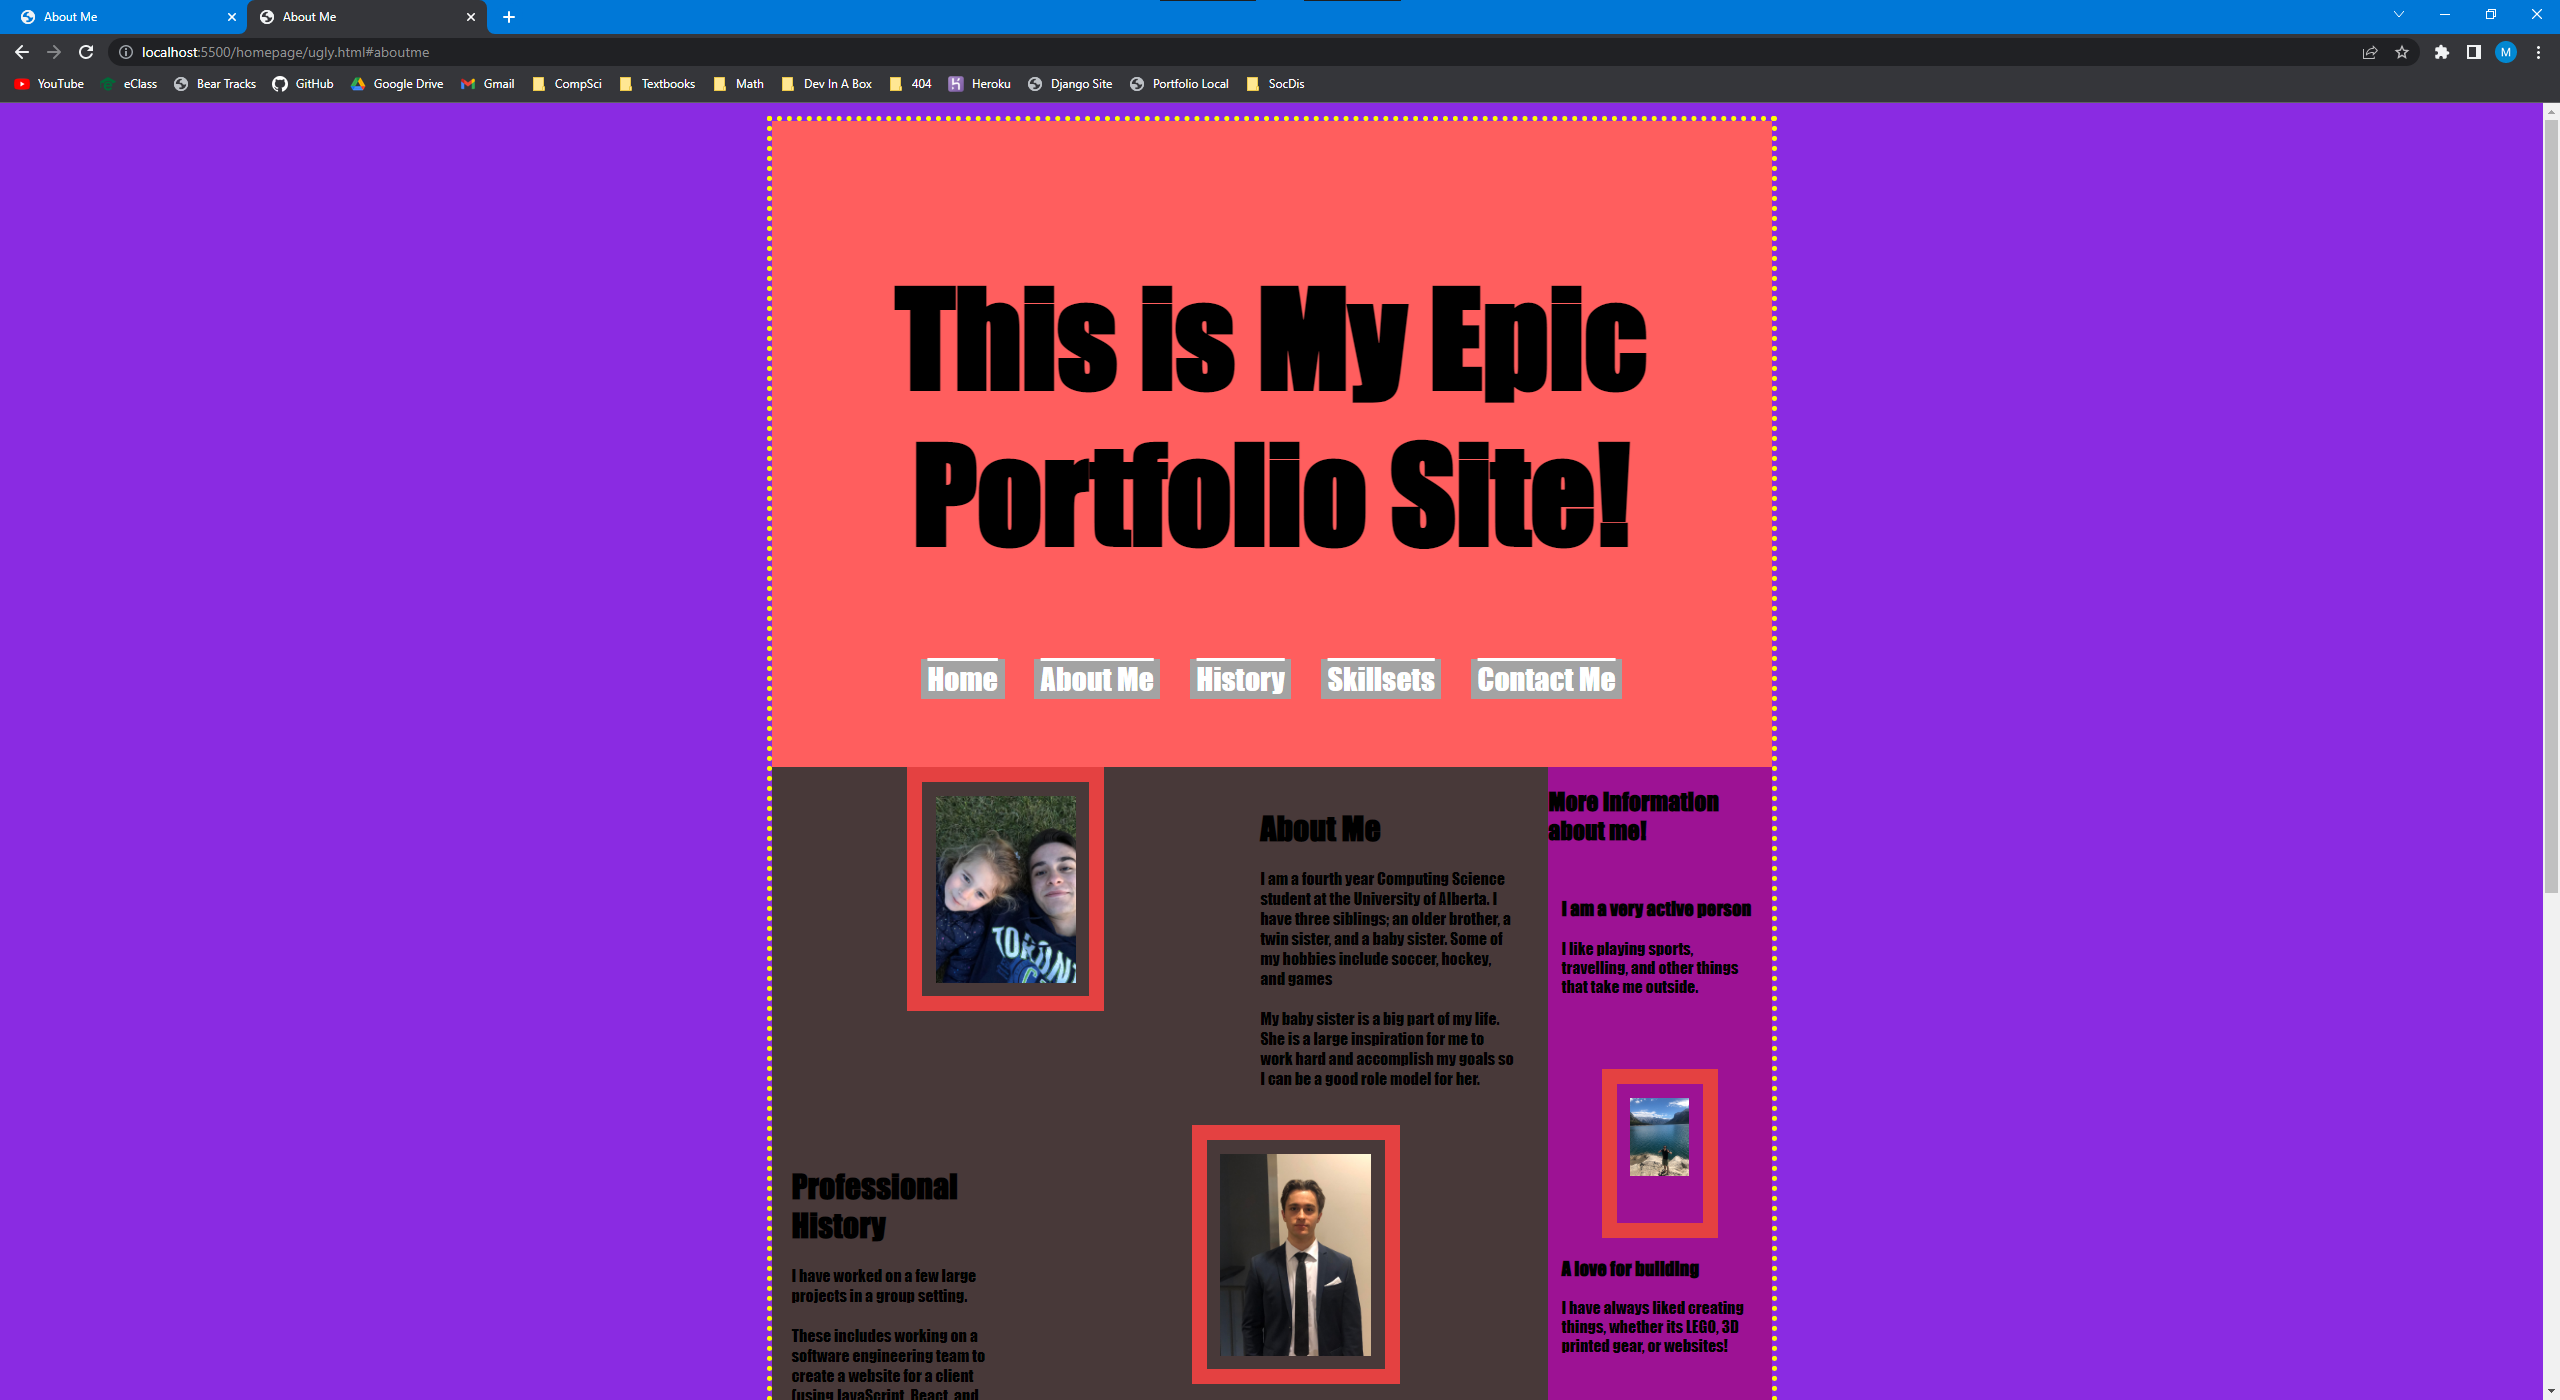 About Me
About Me
localhost:5500/homepage/ugly.html#aboutme
M
YouTube eClass Bear Tracks GitHub Google Drive Gmail CompSci Textbooks Math Dev In A Box 404 Heroku Django Site Portfolio Local SocDis
This is My Epic
Portfolio Site!
Home About Me History Skillsets Contact Me
TORONT
About Me
I am a fourth year Computing Science
student at the University of Alberta. I
have three siblings; an older brother, a
twin sister, and a baby sister. Some of
my hobbies include soccer, hockey,
and games
My baby sister is a big part of my life.
She is a large inspiration for me to
work hard and accomplish my goals so
I can be a good role model for her.
Professional
History
I have worked on a few large
projects in a group setting.
These includes working on a
software engineering team to
create a website for a client
(using JavaScript, React, and
More information
about me!
I am a very active person
I like playing sports,
travelling, and other things
that take me outside.
A love for building
I have always liked creating
things, whether its LEGO, 3D
printed gear, or websites!